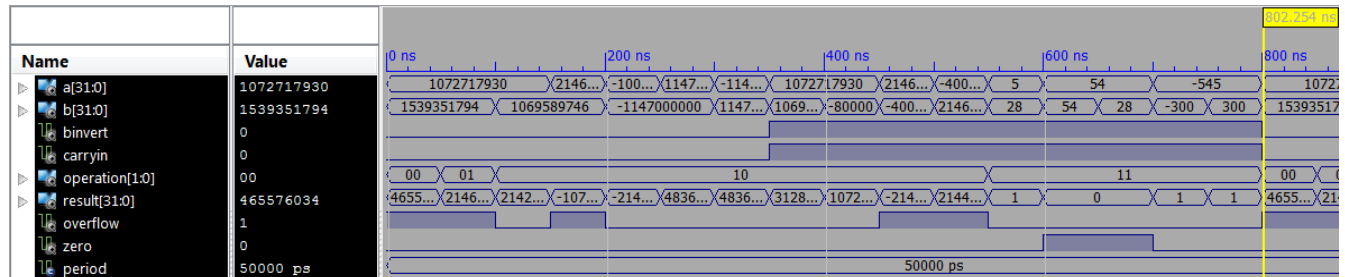 802.254 ns
Name Value 0 ns 200 ns 400 ns 600 ns 800 ns
a[31:0] 1072717930 1072717930 2146... -100... 1147... -114... 1072717930 2146... -400... 5 54 -545 1072
b[31:0] 1539351794 1539351794 1069589746 -1147000000 1147... 1069... -80000 -400... 2146... 28 54 28 -300 300 15393517
binvert 0
carryin 0
operation[1:0] 00 00 01 10 11 00
result[31:0] 465576034 4655... 2146... 2142... -107... -214... 4836... 4836... 3128... 1072... -214... 2144... 1 0 1 1 4655... 21
overflow 1
zero 0
period 50000 ps 50000 ps